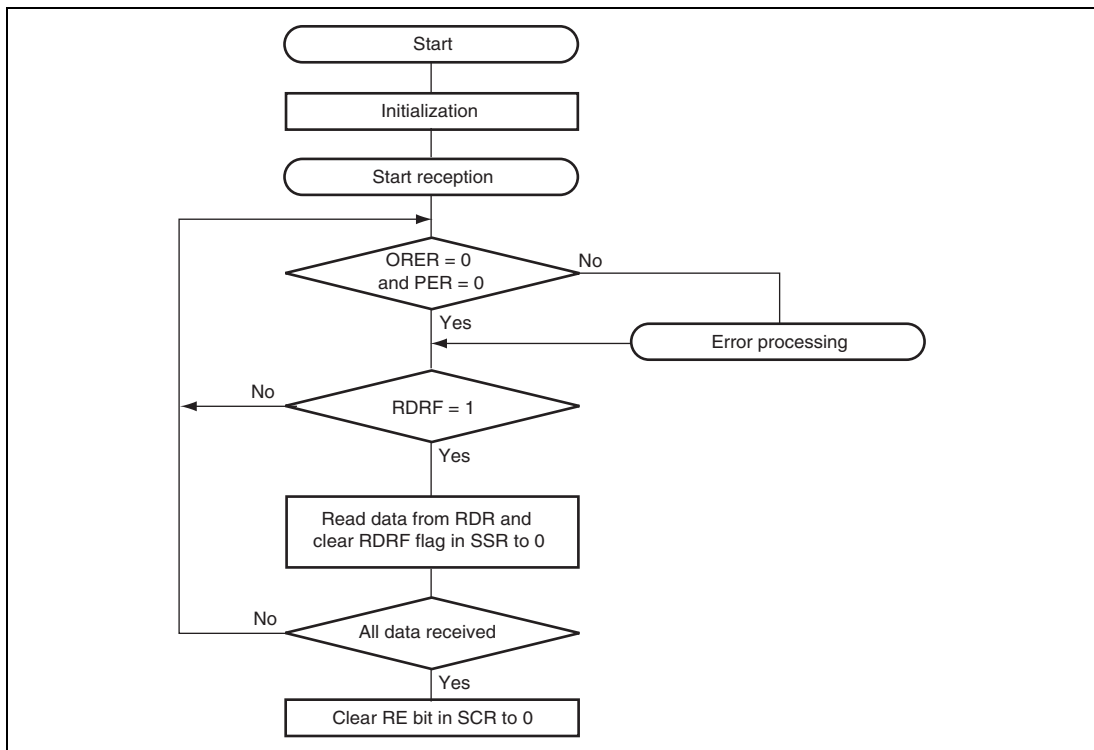 Start
Initialization
Start reception
ORER = 0
and PER = 0
No
Yes
Error processing
No
RDRF = 1
Yes
Read data from RDR and
clear RDRF flag in SSR to 0
No
All data received
Yes
Clear RE bit in SCR to 0